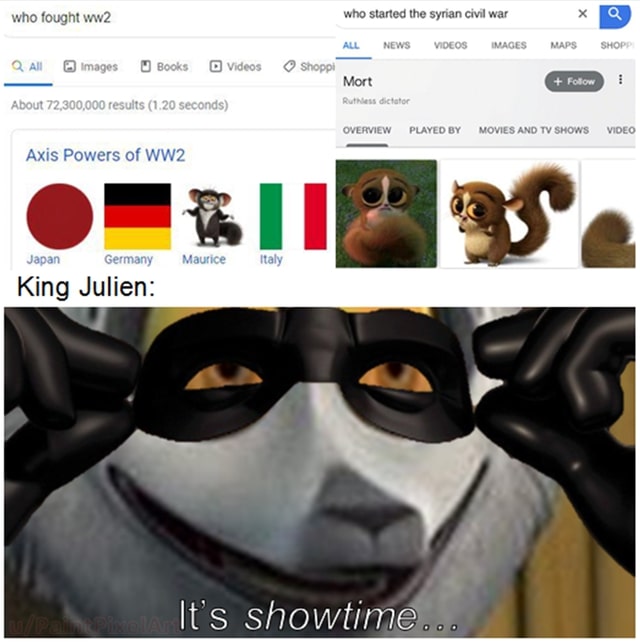 who fought ww2
All Images Books Videos Shoppi
About 72,300,000 results (1.20 seconds)
Axis Powers of WW2
Japan Germany Maurice Italy
who started the syrian civil war
ALL NEWS VIDEOS IMAGES MAPS SHOPP
Mort
+ Follow
Ruthless dictator
OVERVIEW PLAYED BY MOVIES AND TV SHOWS VIDEO
King Julien:
It's showtime...
u/PaintPixelArt